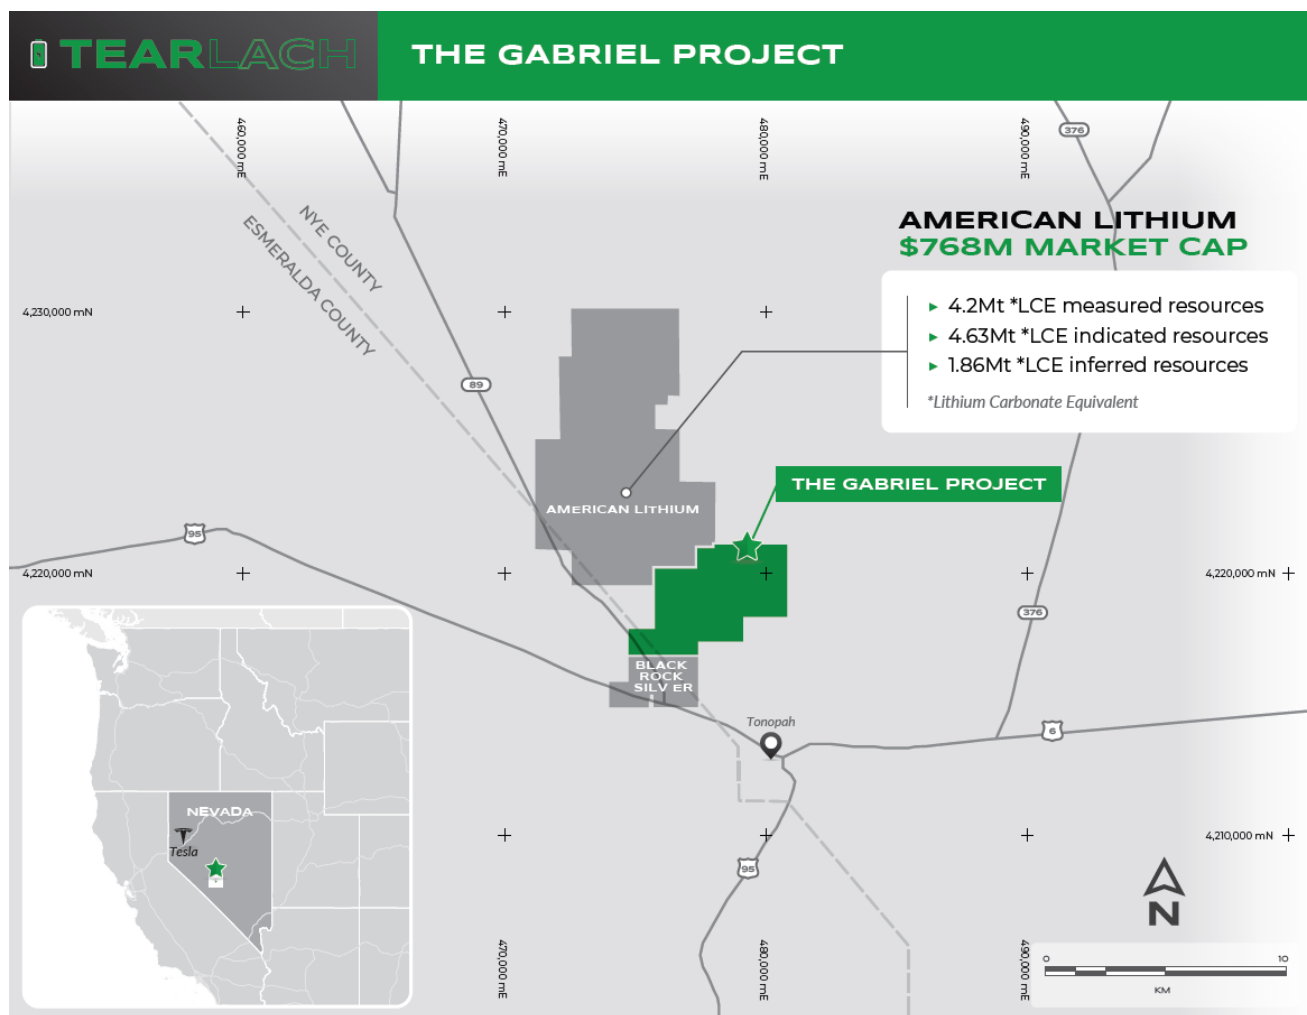 TEARLACH
THE GABRIEL PROJECT
460,000 mE
470,000 mE
480,000 mE
490,000 mE
376
NYE COUNTY
ESMERALDA COUNTY
AMERICAN LITHIUM
$768M MARKET CAP
4.2Mt *LCE measured resources
4.63Mt *LCE indicated resources
1.86Mt *LCE inferred resources
*Lithium Carbonate Equivalent
4,230,000 mN
89
THE GABRIEL PROJECT
AMERICAN LITHIUM
95
4,220,000 mN
4,220,000 mN
376
BLACK
ROCK
SILVER
Tonopah
6
NEVADA
Tesla
4,210,000 mN
95
N
470,000 mE
480,000 mE
490,000 mE
0 10
KM